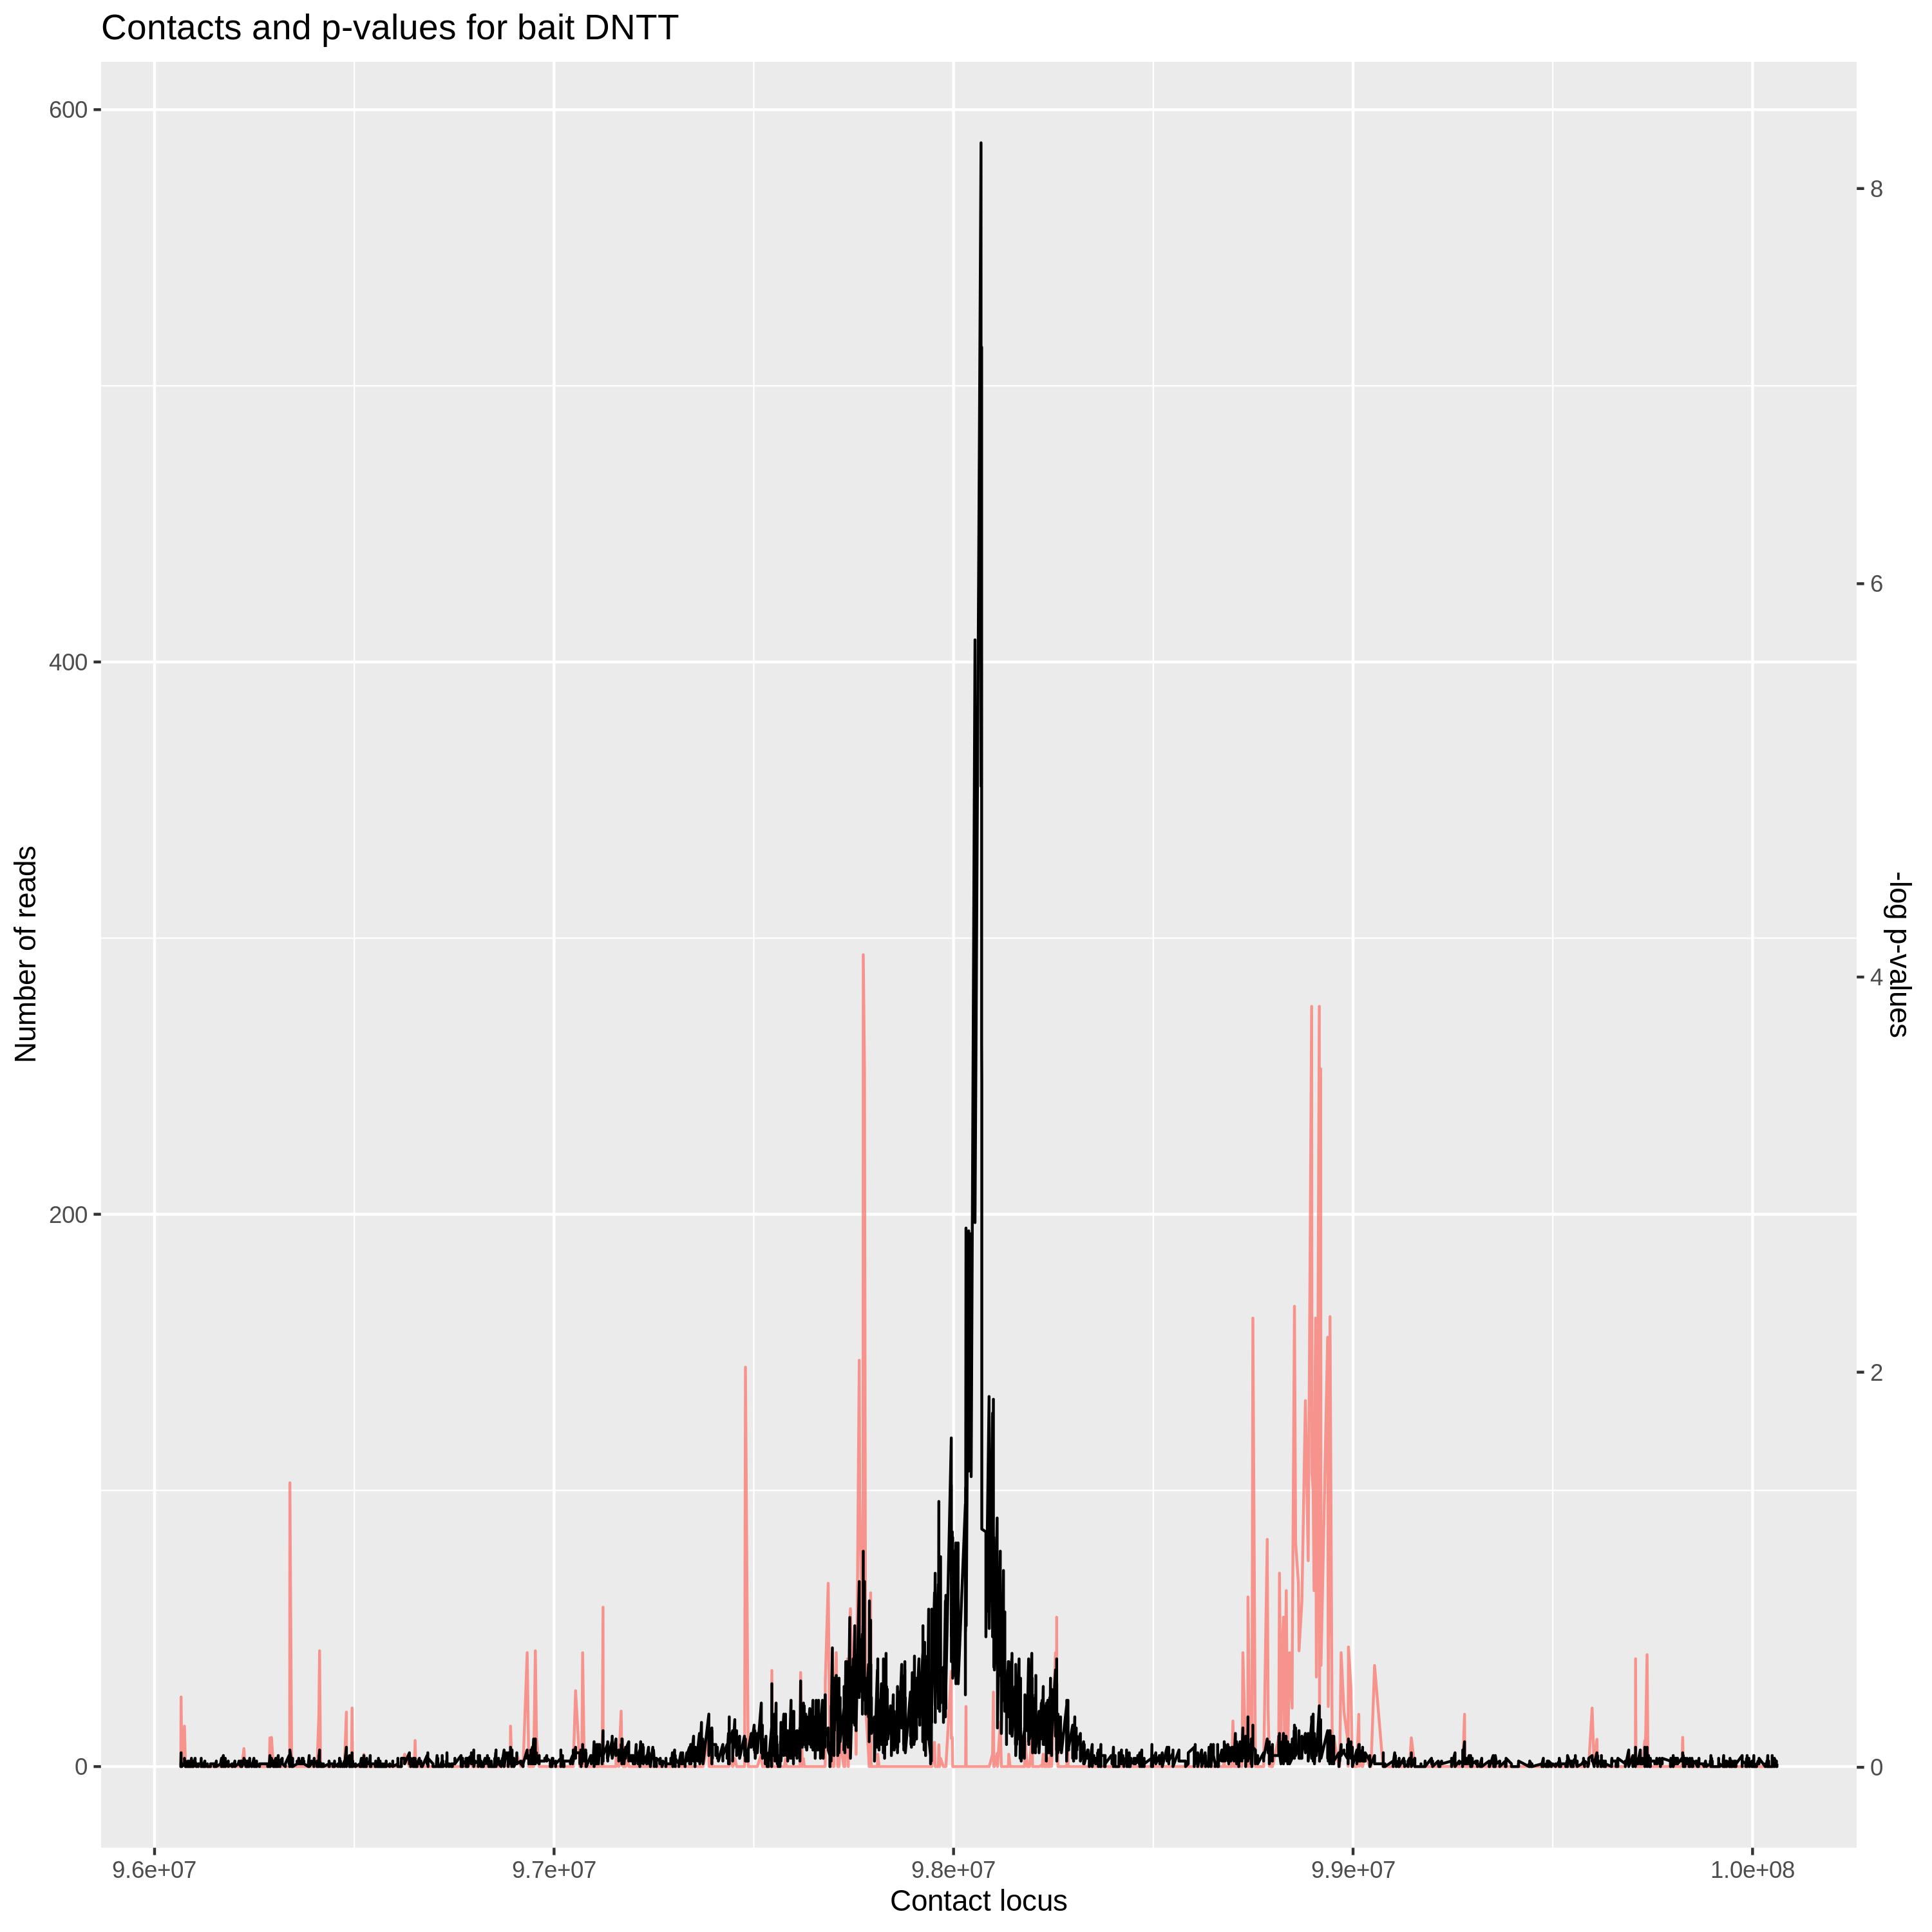 Contacts and p-values for bait DNTT
600
400
200
0
8
6
4
2
0
Number of reads
-log p-values
9.6e+07 9.7e+07 9.8e+07 9.9e+07 1.0e+08
Contact locus